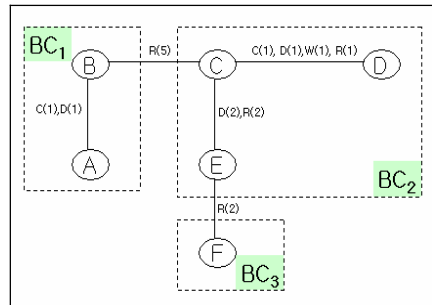 BC1
B
R(5)
C
C(1), D(1),W(1), R(1)
D
C(1),D(1)
D(2),R(2)
A
E
BC2
R(2)
F
BC3